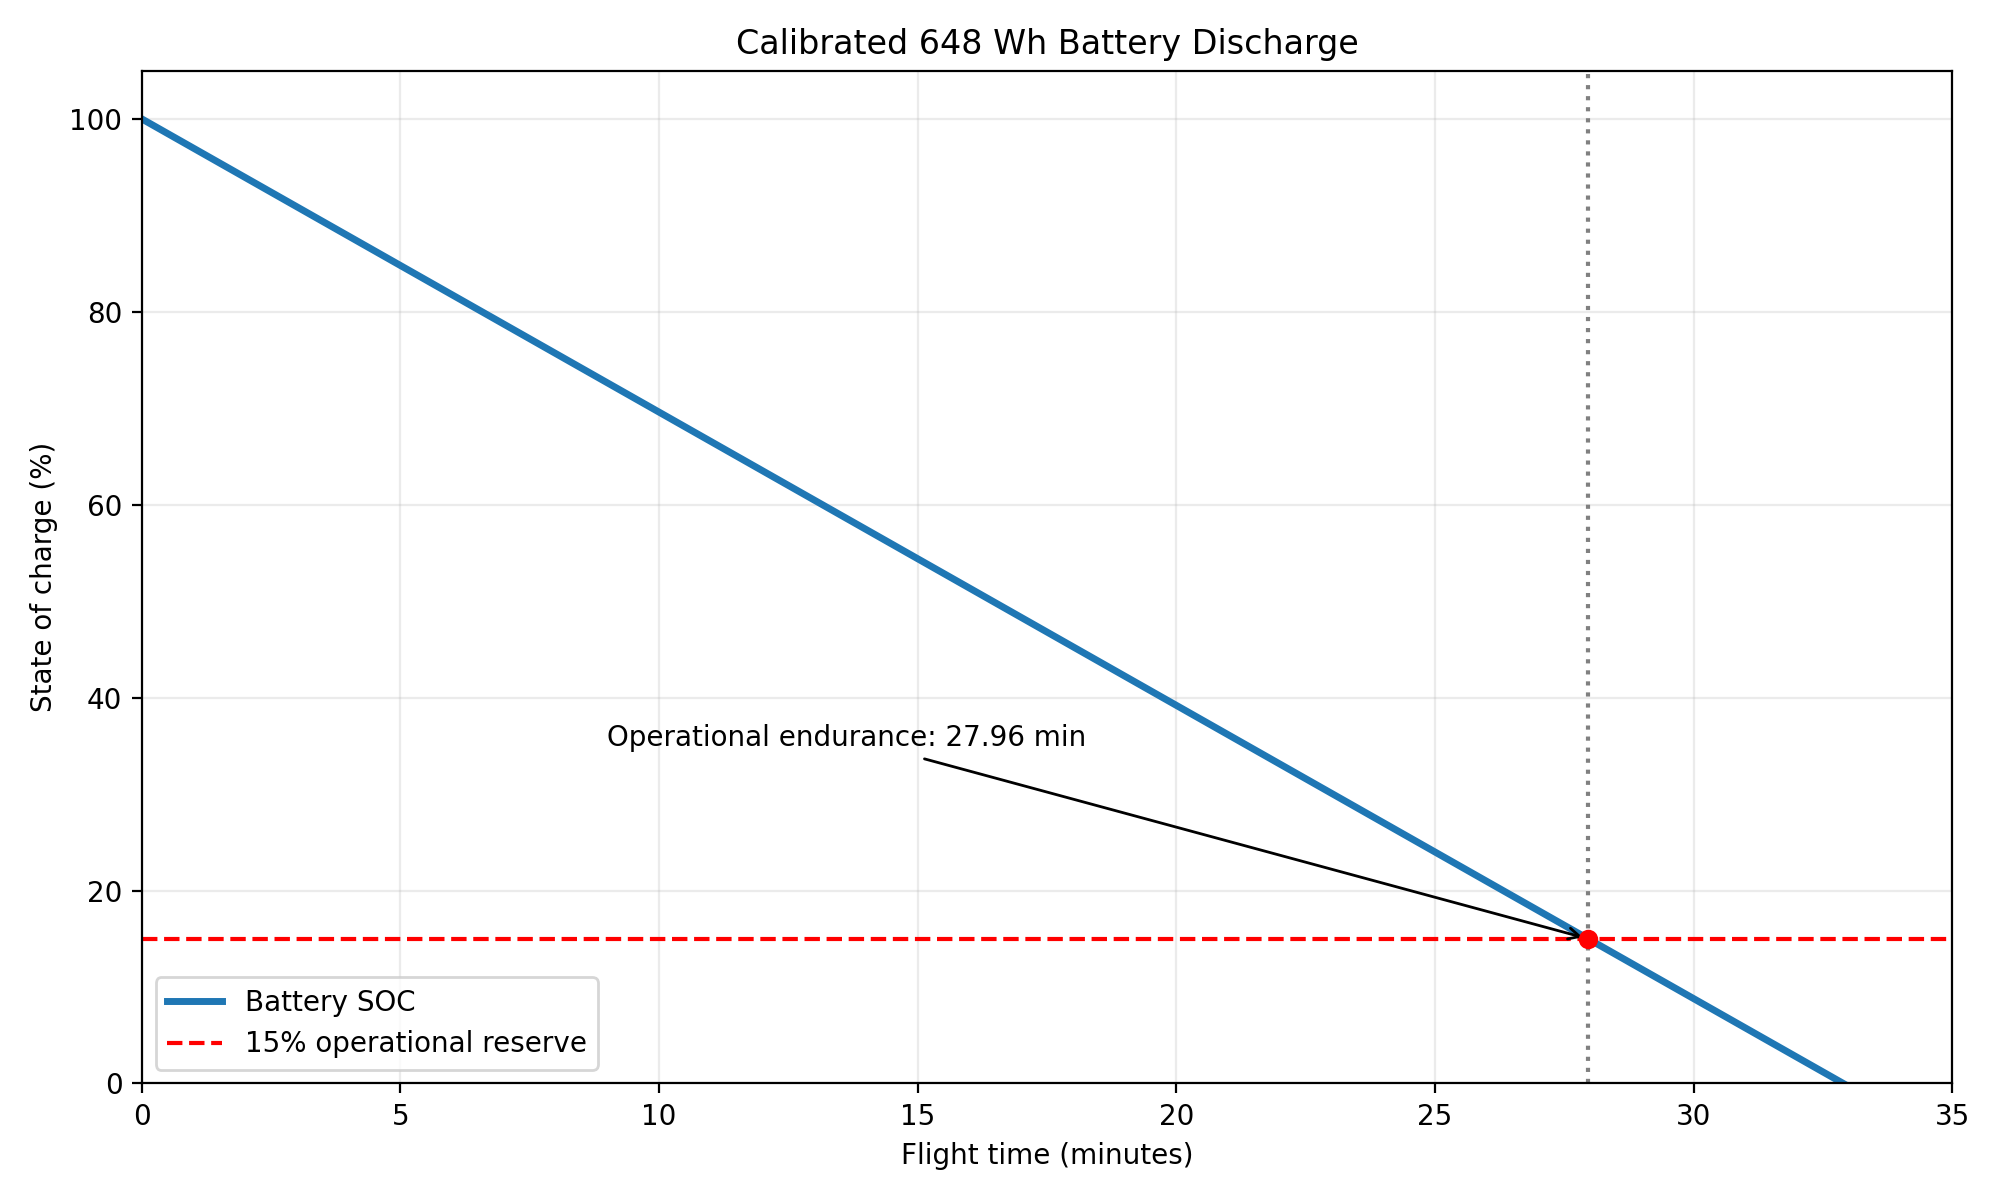 Calibrated 648 Wh Battery Discharge
100
80
60
40
20
0
State of charge (%)
Operational endurance: 27.96 min
Battery SOC
15% operational reserve
0 5 10 15 20 25 30 35
Flight time (minutes)